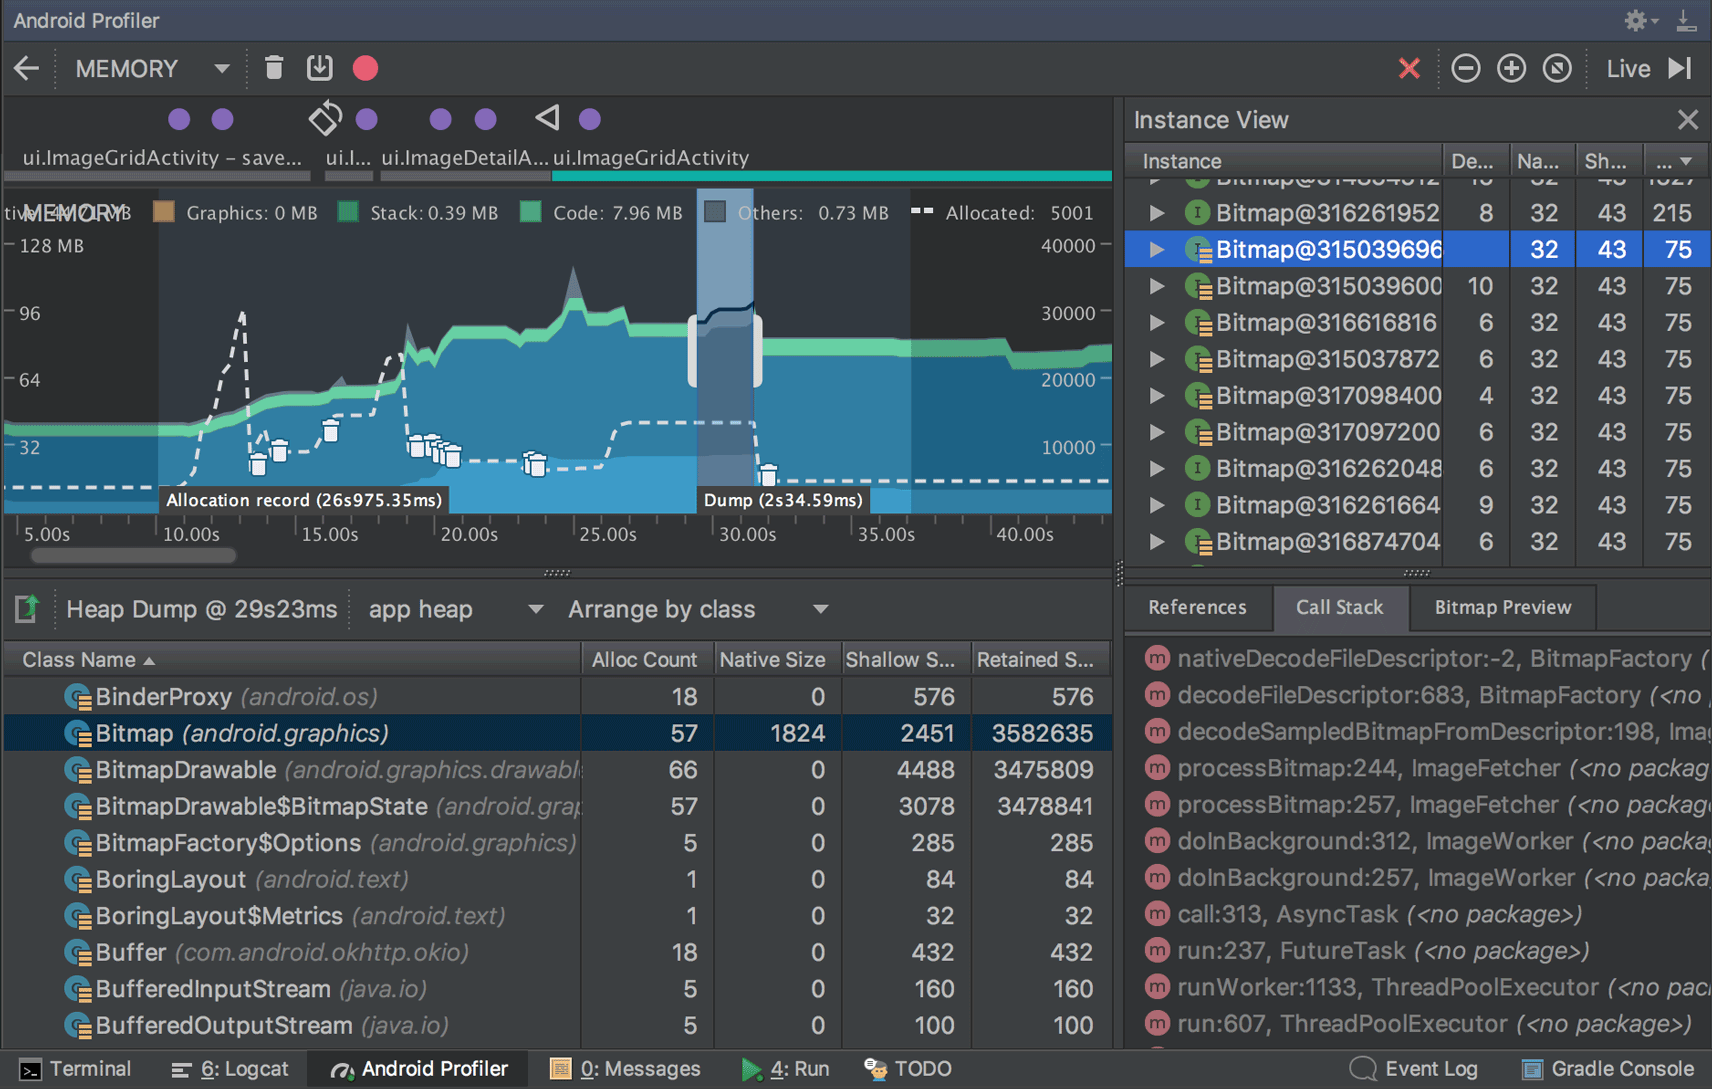 Android Profiler
MEMORY
Live
ui.ImageGridActivity – save... ui.I... ui.ImageDetailA... ui.ImageGridActivity
MEMORY Graphics: 0 MB Stack: 0.39 MB Code: 7.96 MB Others: 0.73 MB Allocated: 5001
128 MB 40000
96 30000
64 20000
32 10000
Allocation record (26s975.35ms) Dump (2s34.59ms)
5.00s 10.00s 15.00s 20.00s 25.00s 30.00s 35.00s 40.00s
Instance View
Instance De... Na... Sh... ...
Bitmap@316261952 8 32 43 215
Bitmap@315039696 32 43 75
Bitmap@315039600 10 32 43 75
Bitmap@316616816 6 32 43 75
Bitmap@315037872 6 32 43 75
Bitmap@317098400 4 32 43 75
Bitmap@317097200 6 32 43 75
Bitmap@316262048 6 32 43 75
Bitmap@316261664 9 32 43 75
Bitmap@316874704 6 32 43 75
Heap Dump @ 29s23ms app heap Arrange by class
Class Name Alloc Count Native Size Shallow S... Retained S...
BinderProxy (android.os) 18 0 576 576
Bitmap (android.graphics) 57 1824 2451 3582635
BitmapDrawable (android.graphics.drawabl 66 0 4488 3475809
BitmapDrawable$BitmapState (android.grap 57 0 3078 3478841
BitmapFactory$Options (android.graphics) 5 0 285 285
BoringLayout (android.text) 1 0 84 84
BoringLayout$Metrics (android.text) 1 0 32 32
Buffer (com.android.okhttp.okio) 18 0 432 432
BufferedInputStream (java.io) 5 0 160 160
BufferedOutputStream (java.io) 5 0 100 100
References Call Stack Bitmap Preview
nativeDecodeFileDescriptor:-2, BitmapFactory (
decodeFileDescriptor:683, BitmapFactory (<no
decodeSampledBitmapFromDescriptor:198, Ima
processBitmap:244, ImageFetcher (<no packag
processBitmap:257, ImageFetcher (<no packag
doInBackground:312, ImageWorker (<no packa
doInBackground:257, ImageWorker (<no packa
call:313, AsyncTask (<no package>)
run:237, FutureTask (<no package>)
runWorker:1133, ThreadPoolExecutor (<no pac
run:607, ThreadPoolExecutor (<no package>)
Terminal 6: Logcat Android Profiler 0: Messages 4: Run TODO Event Log Gradle Console